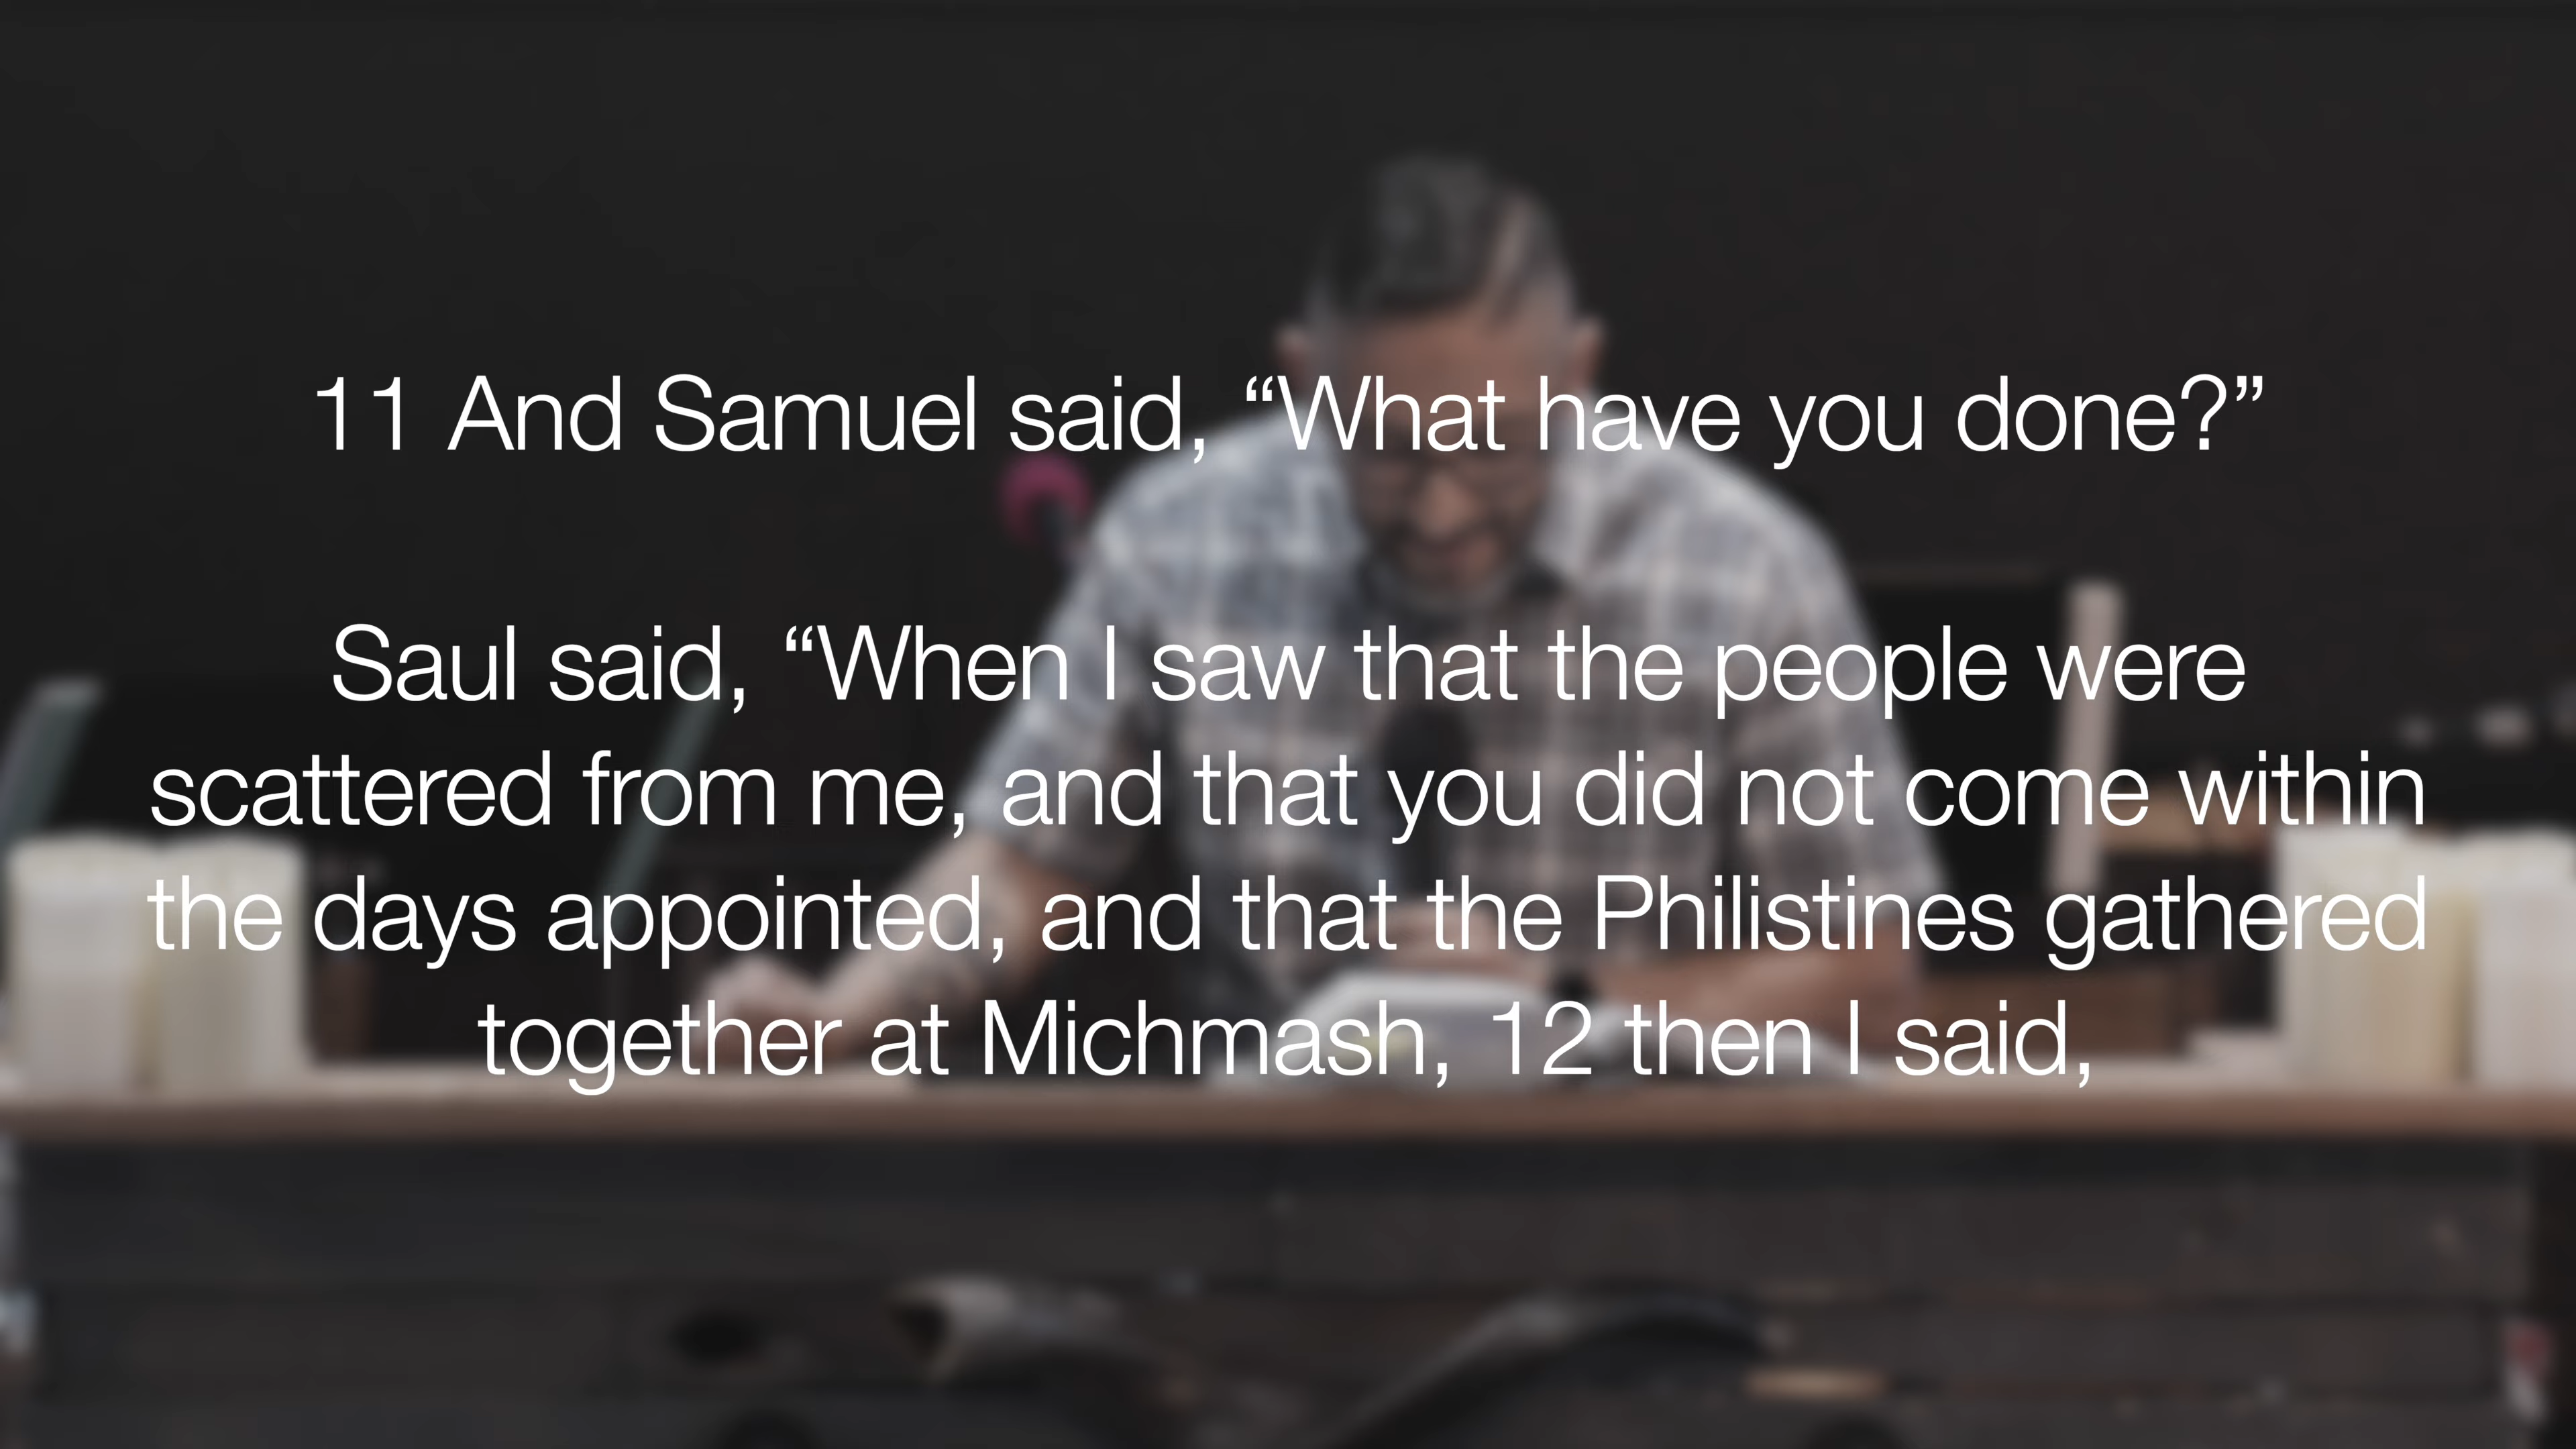 11 And Samuel said, “What have you done?”
Saul said, “When I saw that the people were
scattered from me, and that you did not come within
the days appointed, and that the Philistines gathered
together at Michmash, 12 then I said,